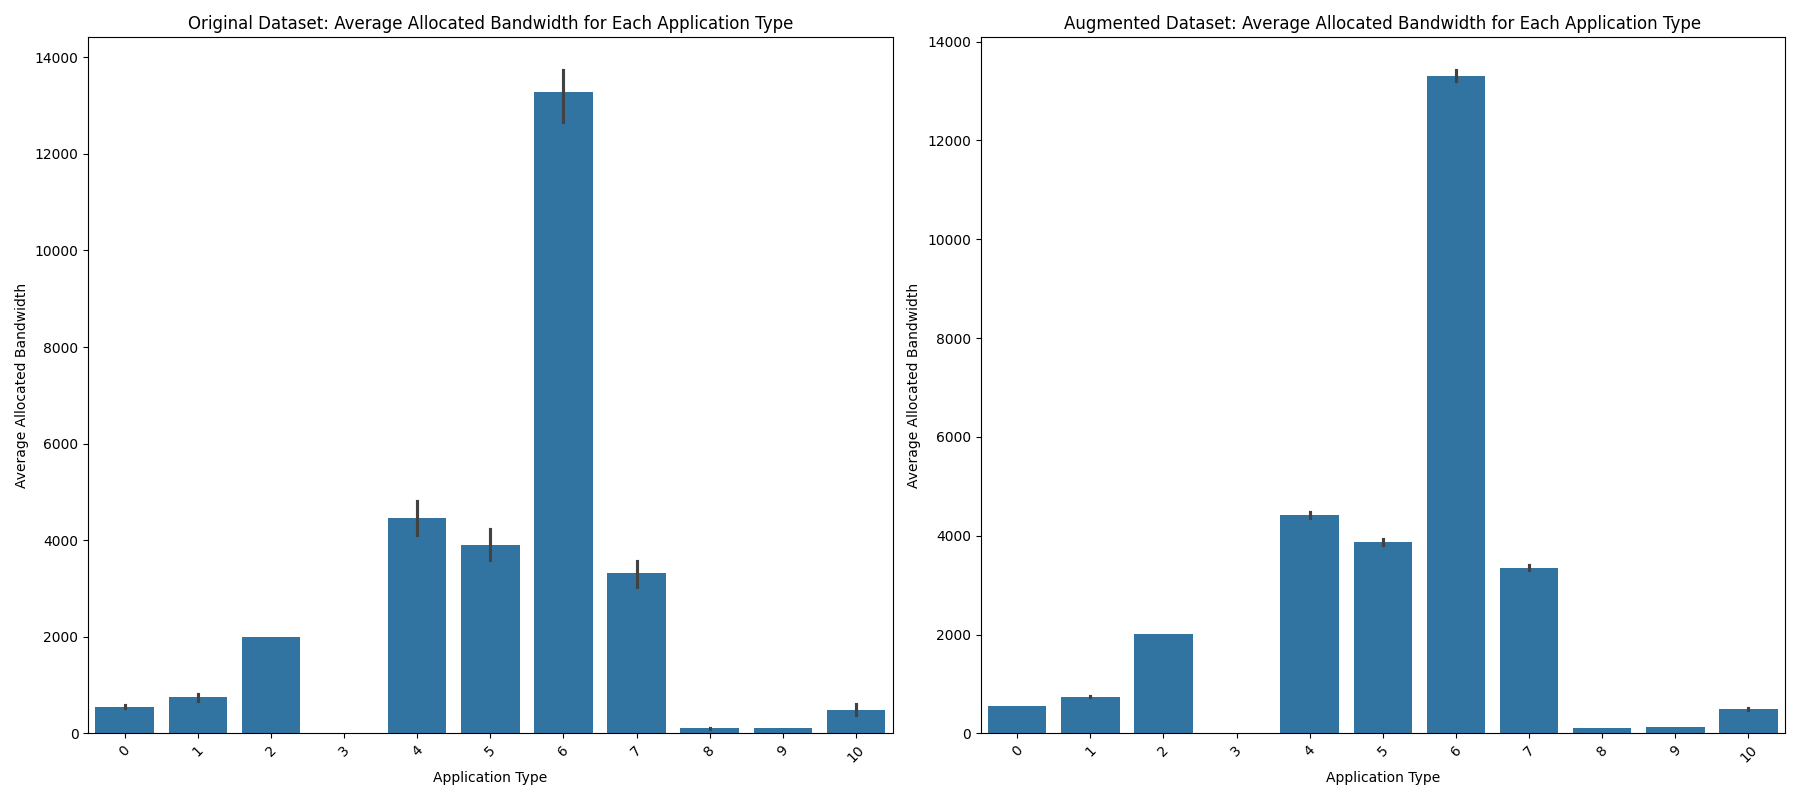 Original Dataset: Average Allocated Bandwidth for Each Application Type
14000
12000
10000
8000
6000
4000
2000
0
Average Allocated Bandwidth
0 1 2 3 4 5 6 7 8 9 10
Application Type
Augmented Dataset: Average Allocated Bandwidth for Each Application Type
14000
12000
10000
8000
6000
4000
2000
0
Average Allocated Bandwidth
0 1 2 3 4 5 6 7 8 9 10
Application Type